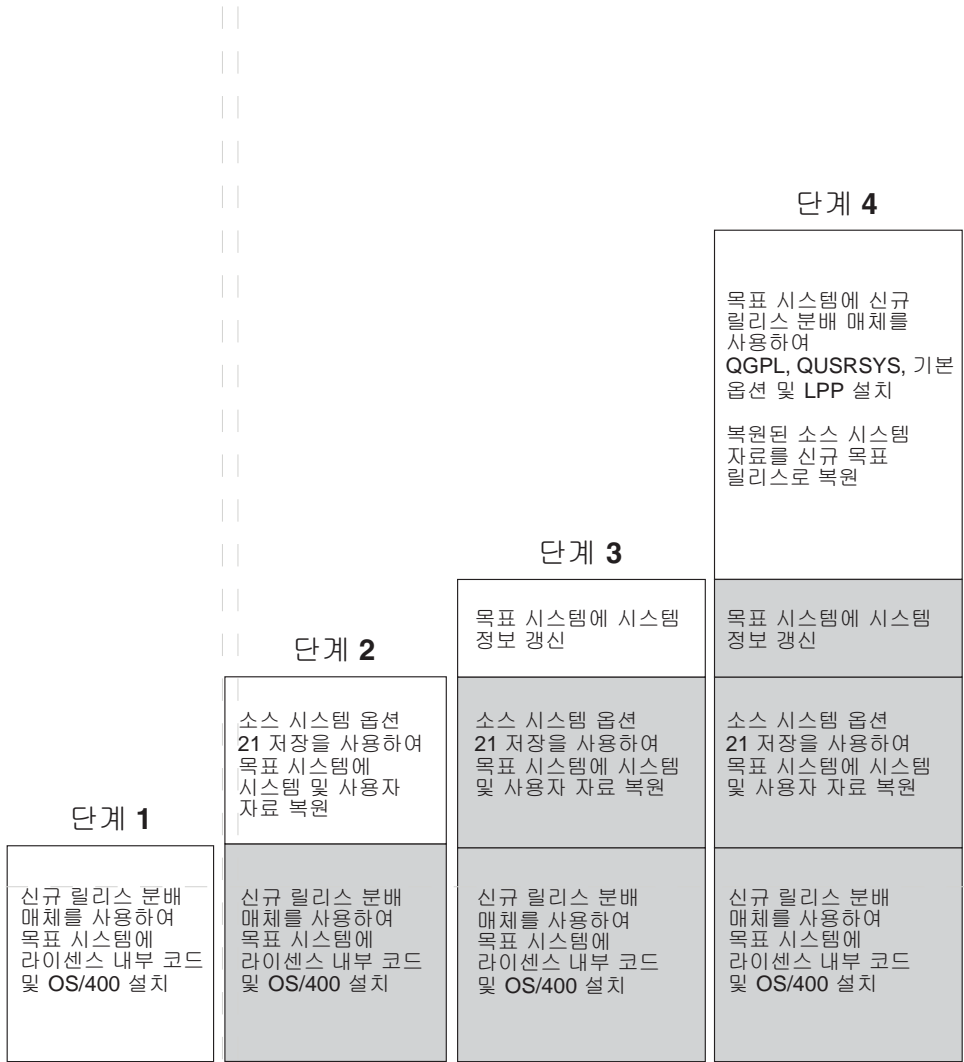 단계 1
신규 릴리스 분배
매체를 사용하여
목표 시스템에
라이센스 내부 코드
및 OS/400 설치
단계 2
소스 시스템 옵션
21 저장을 사용하여
목표 시스템에
시스템 및 사용자
자료 복원
신규 릴리스 분배
매체를 사용하여
목표 시스템에
라이센스 내부 코드
및 OS/400 설치
단계 3
목표 시스템에 시스템
정보 갱신
소스 시스템 옵션
21 저장을 사용하여
목표 시스템에 시스템
및 사용자 자료 복원
신규 릴리스 분배
매체를 사용하여
목표 시스템에
라이센스 내부 코드
및 OS/400 설치
단계 4
목표 시스템에 신규
릴리스 분배 매체를
사용하여
QGPL, QUSRSYS, 기본
옵션 및 LPP 설치
복원된 소스 시스템
자료를 신규 목표
릴리스로 복원
목표 시스템에 시스템
정보 갱신
소스 시스템 옵션
21 저장을 사용하여
목표 시스템에 시스템
및 사용자 자료 복원
신규 릴리스 분배
매체를 사용하여
목표 시스템에
라이센스 내부 코드
및 OS/400 설치